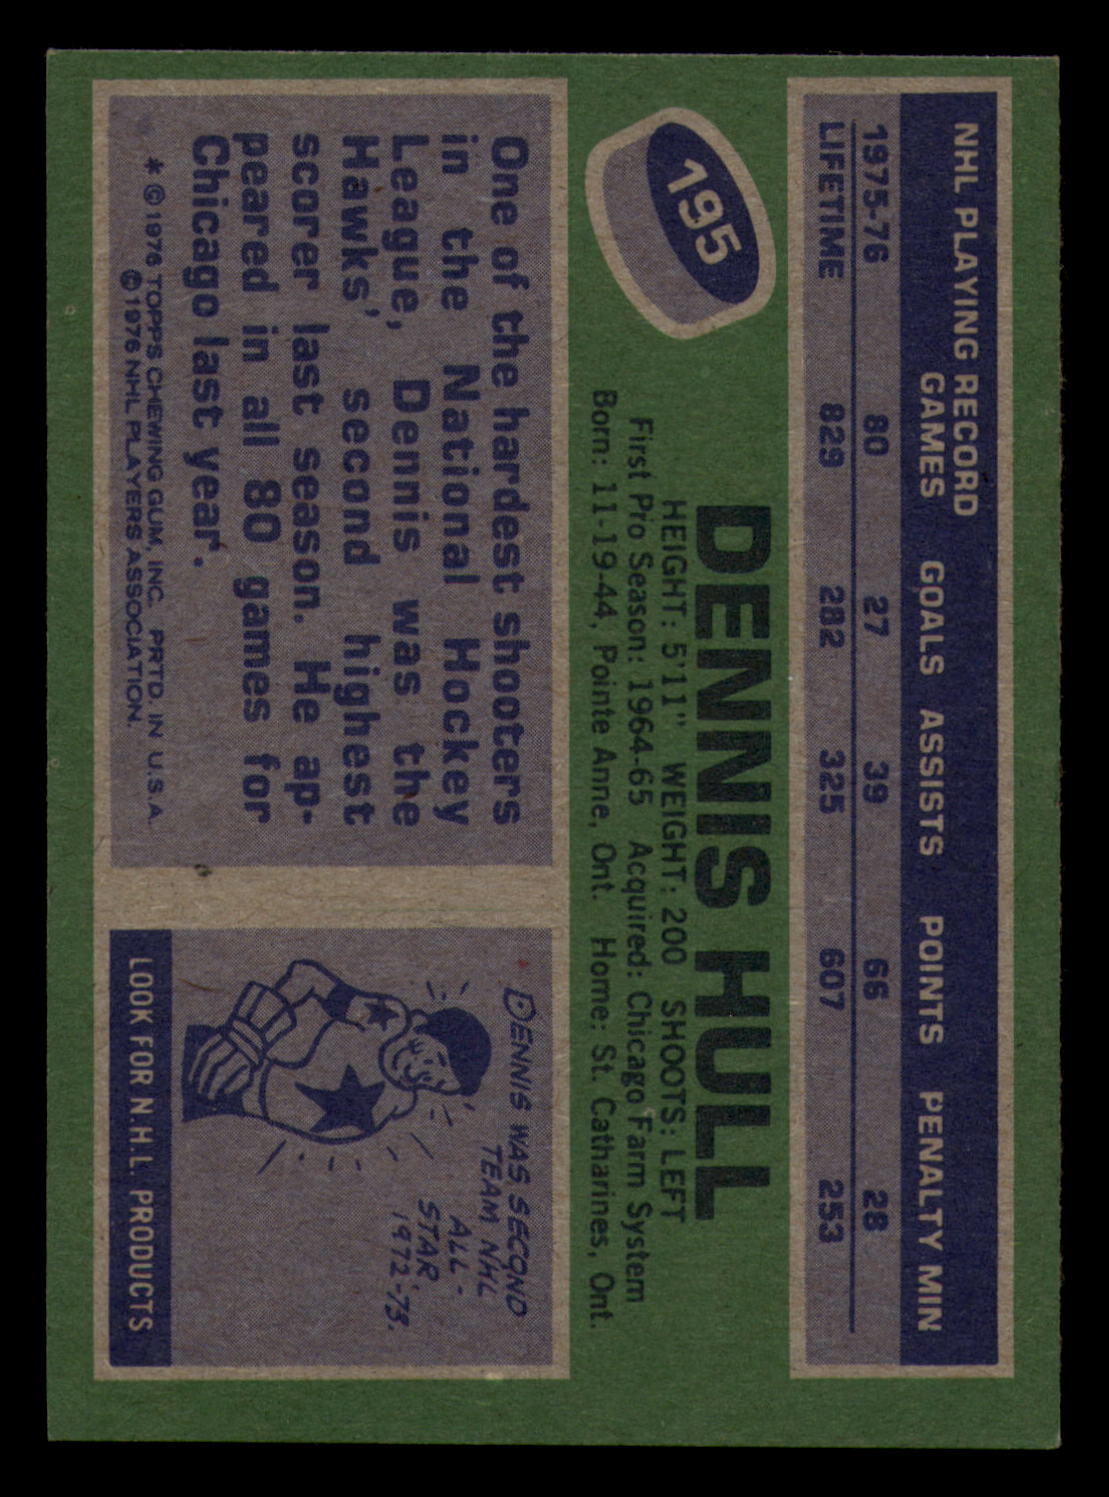 NHL PLAYING RECORD
GAMES GOALS ASSISTS POINTS PENALTY MIN
1975-76 80 27 39 66 28
LIFETIME 829 282 325 607 253
195
DENNIS HULL
HEIGHT: 5'11" WEIGHT: 200 SHOOTS: LEFT
First Pro Season: 1964-65 Acquired: Chicago Farm System
Born: 11-19-44, Pointe Anne, Ont. Home: St. Catharines, Ont.
One of the hardest shooters
in the National Hockey
League, Dennis was the
Hawks' second highest
scorer last season. He ap-
peared in all 80 games for
Chicago last year.
* ©1976 TOPPS CHEWING GUM, INC. PRTD. IN U.S.A.
©1976 NHL PLAYERS ASSOCIATION.
DENNIS WAS SECOND
TEAM NHL
ALL-
STAR,
1972-73.
LOOK FOR N.H.L. PRODUCTS